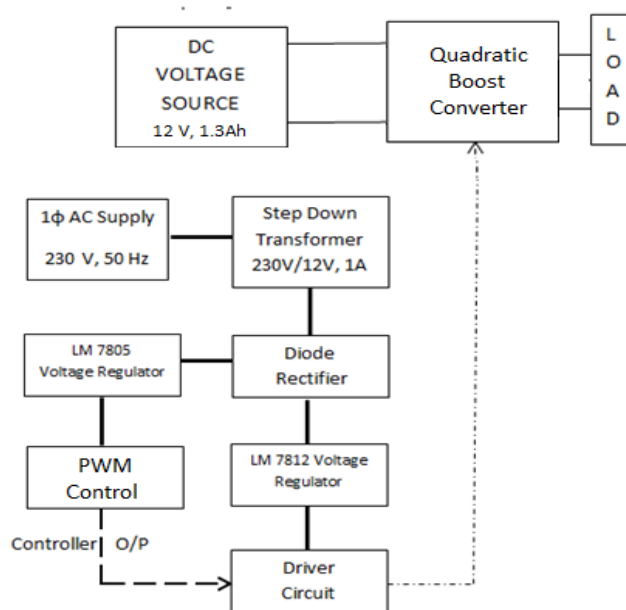 DC
VOLTAGE
SOURCE
12 V, 1.3Ah
Quadratic
Boost
Converter
L
O
A
D
1ϕ AC Supply
230 V, 50 Hz
Step Down
Transformer
230V/12V, 1A
LM 7805
Voltage Regulator
Diode
Rectifier
PWM
Control
LM 7812 Voltage
Regulator
Controller O/P
Driver
Circuit